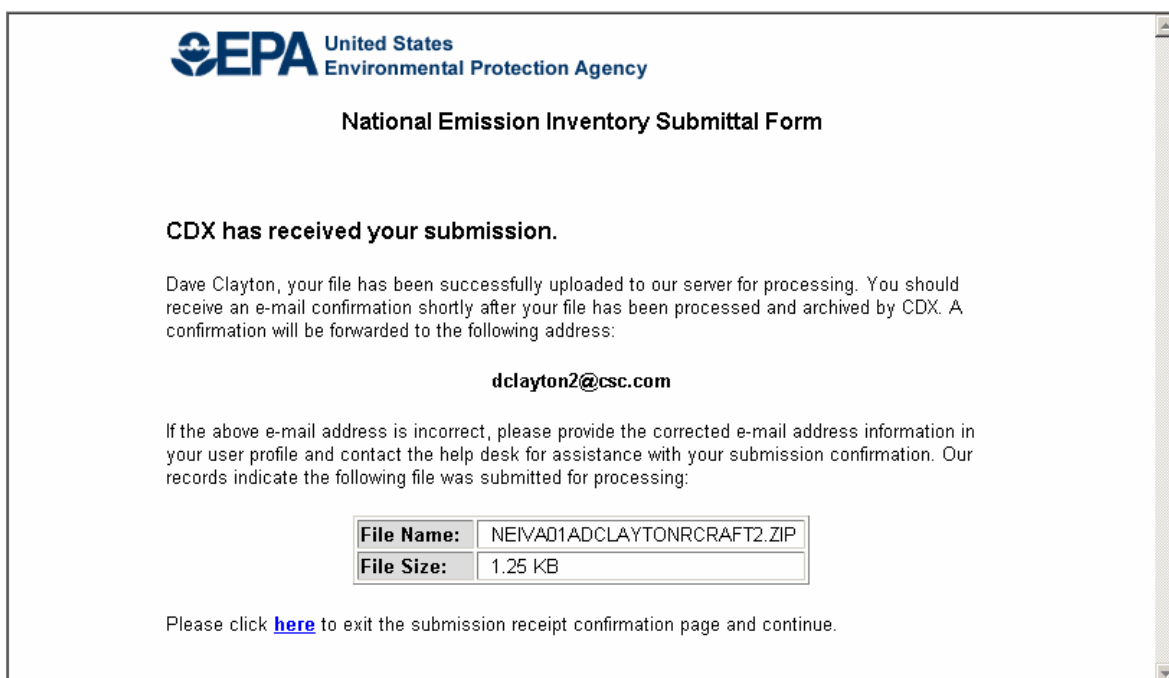 EPA United States
Environmental Protection Agency
National Emission Inventory Submittal Form
CDX has received your submission.
Dave Clayton, your file has been successfully uploaded to our server for processing. You should
receive an e-mail confirmation shortly after your file has been processed and archived by CDX. A
confirmation will be forwarded to the following address:
dclayton2@csc.com
If the above e-mail address is incorrect, please provide the corrected e-mail address information in
your user profile and contact the help desk for assistance with your submission confirmation. Our
records indicate the following file was submitted for processing:
File Name: NEIVA01ADCLAYTONRCRAFT2.ZIP
File Size: 1.25 KB
Please click here to exit the submission receipt confirmation page and continue.